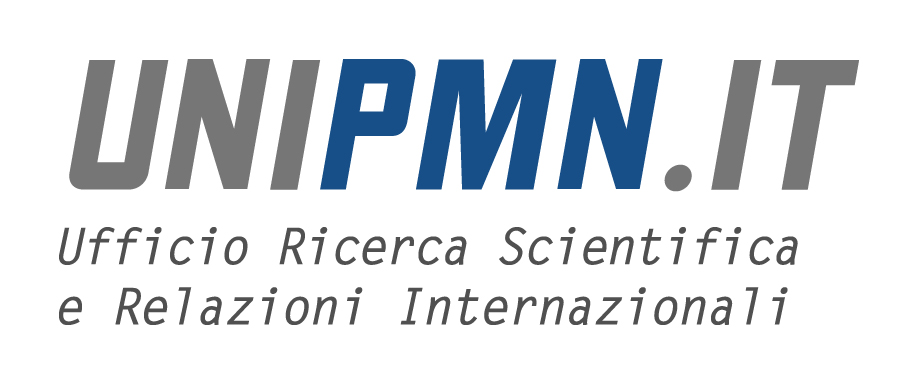 UNIPMN.IT
Ufficio Ricerca Scientifica
e Relazioni Internazionali